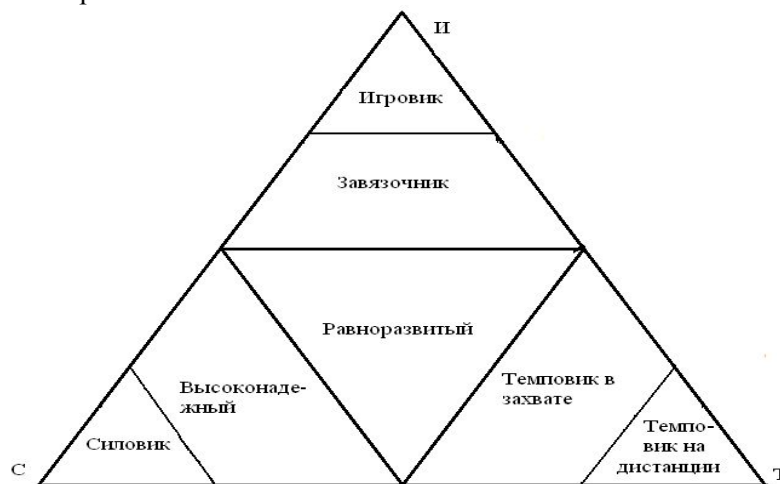 И
Игровик
Завязочник
Равноразвитый
Высоконаде-
жный
Темповик в
захвате
Силовик
Темпо-
вик на
дистанции
С
Т